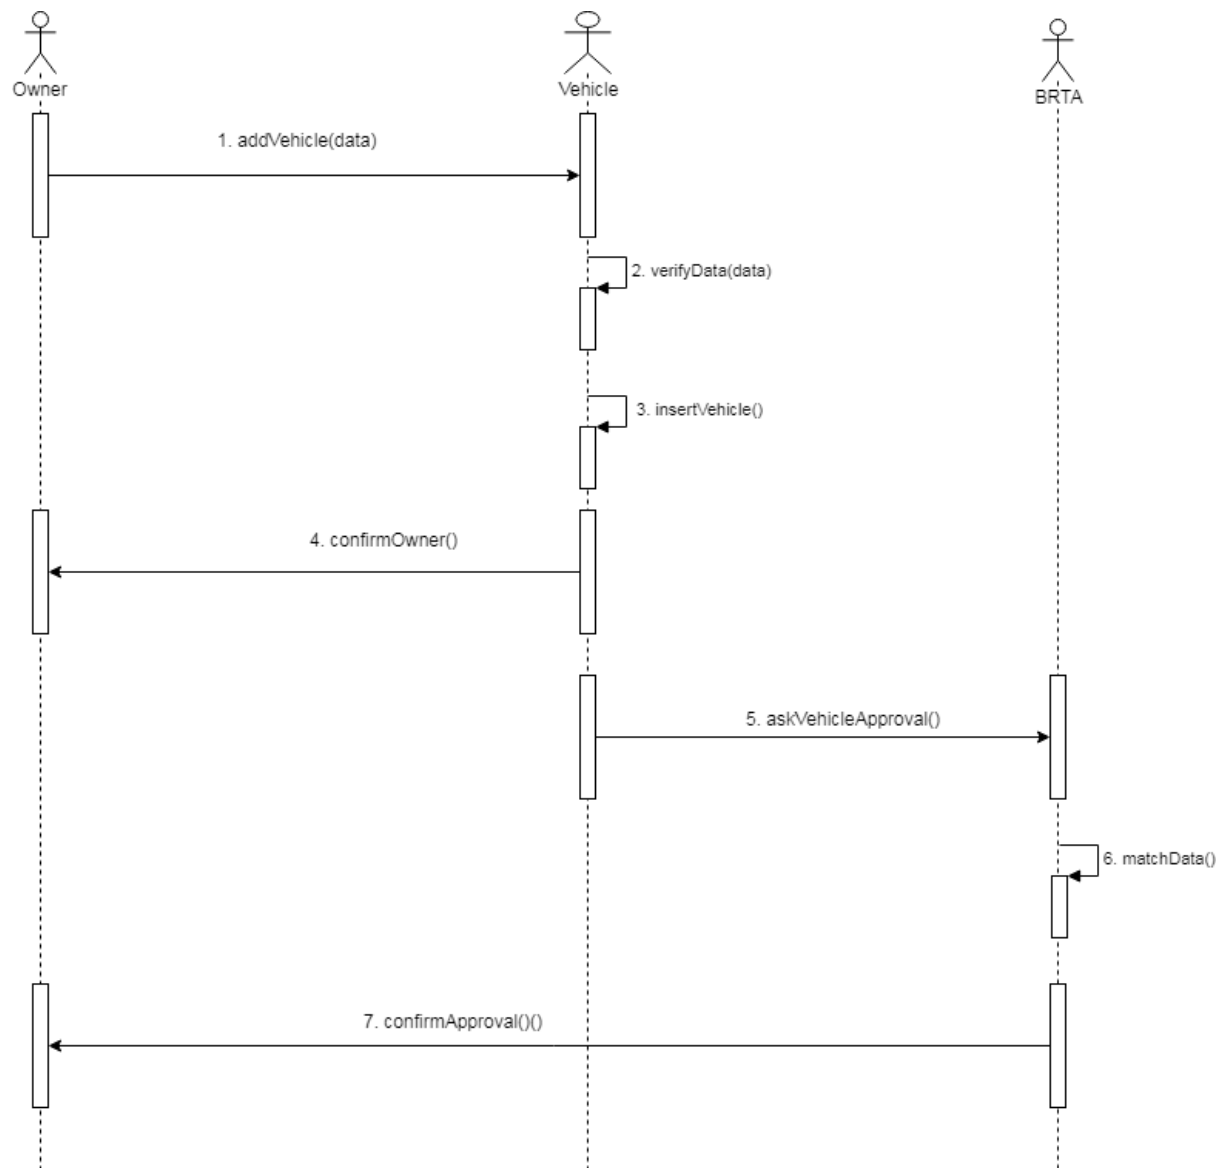 Owner
Vehicle
BRTA
1. addVehicle(data)
2. verifyData(data)
3. insertVehicle()
4. confirmOwner()
5. askVehicleApproval()
6. matchData()
7. confirmApproval()()